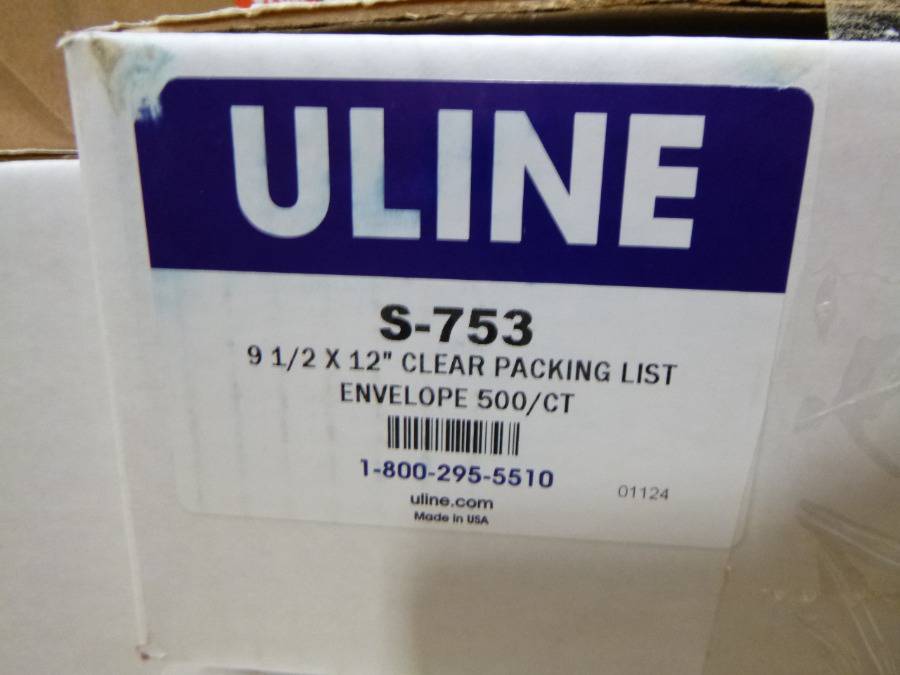 ULINE
S-753
9 1/2 X 12" CLEAR PACKING LIST
ENVELOPE 500/CT
1-800-295-5510
uline.com
01124
Made in USA